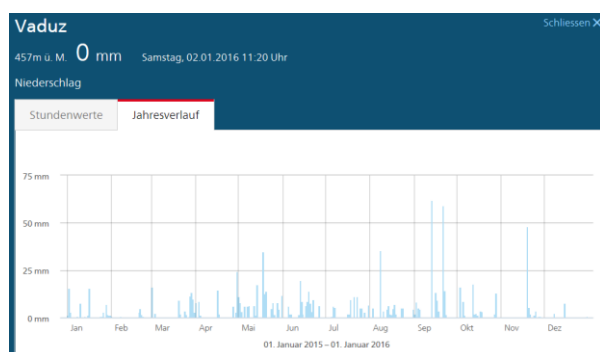 Vaduz
Schliessen ✕
457m ü. M. 0 mm Samstag, 02.01.2016 11:20 Uhr
Niederschlag
Stundenwerte Jahresverlauf
75 mm
50 mm
25 mm
0 mm
Jan Feb Mar Apr Mai Jun Jul Aug Sep Okt Nov Dez
01. Januar 2015 – 01. Januar 2016